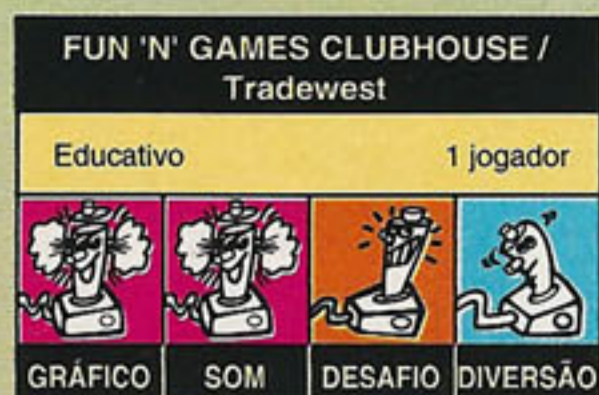 FUN 'N' GAMES CLUBHOUSE /
Tradewest
Educativo 1 jogador
GRÁFICO SOM DESAFIO DIVERSÃO